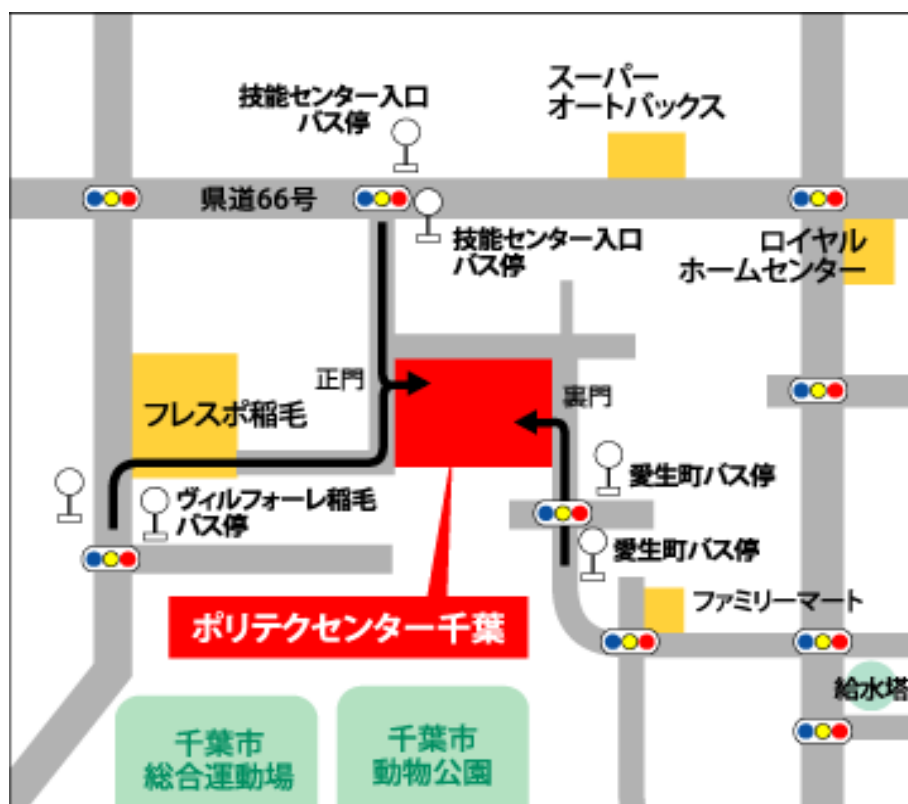 スーパー
オートバックス
技能センター入口
バス停
県道66号
技能センター入口
バス停
ロイヤル
ホームセンター
正門
裏門
フレスポ稲毛
愛生町バス停
ヴィルフォーレ稲毛
バス停
愛生町バス停
ファミリーマート
ポリテクセンター千葉
給水塔
千葉市
総合運動場
千葉市
動物公園